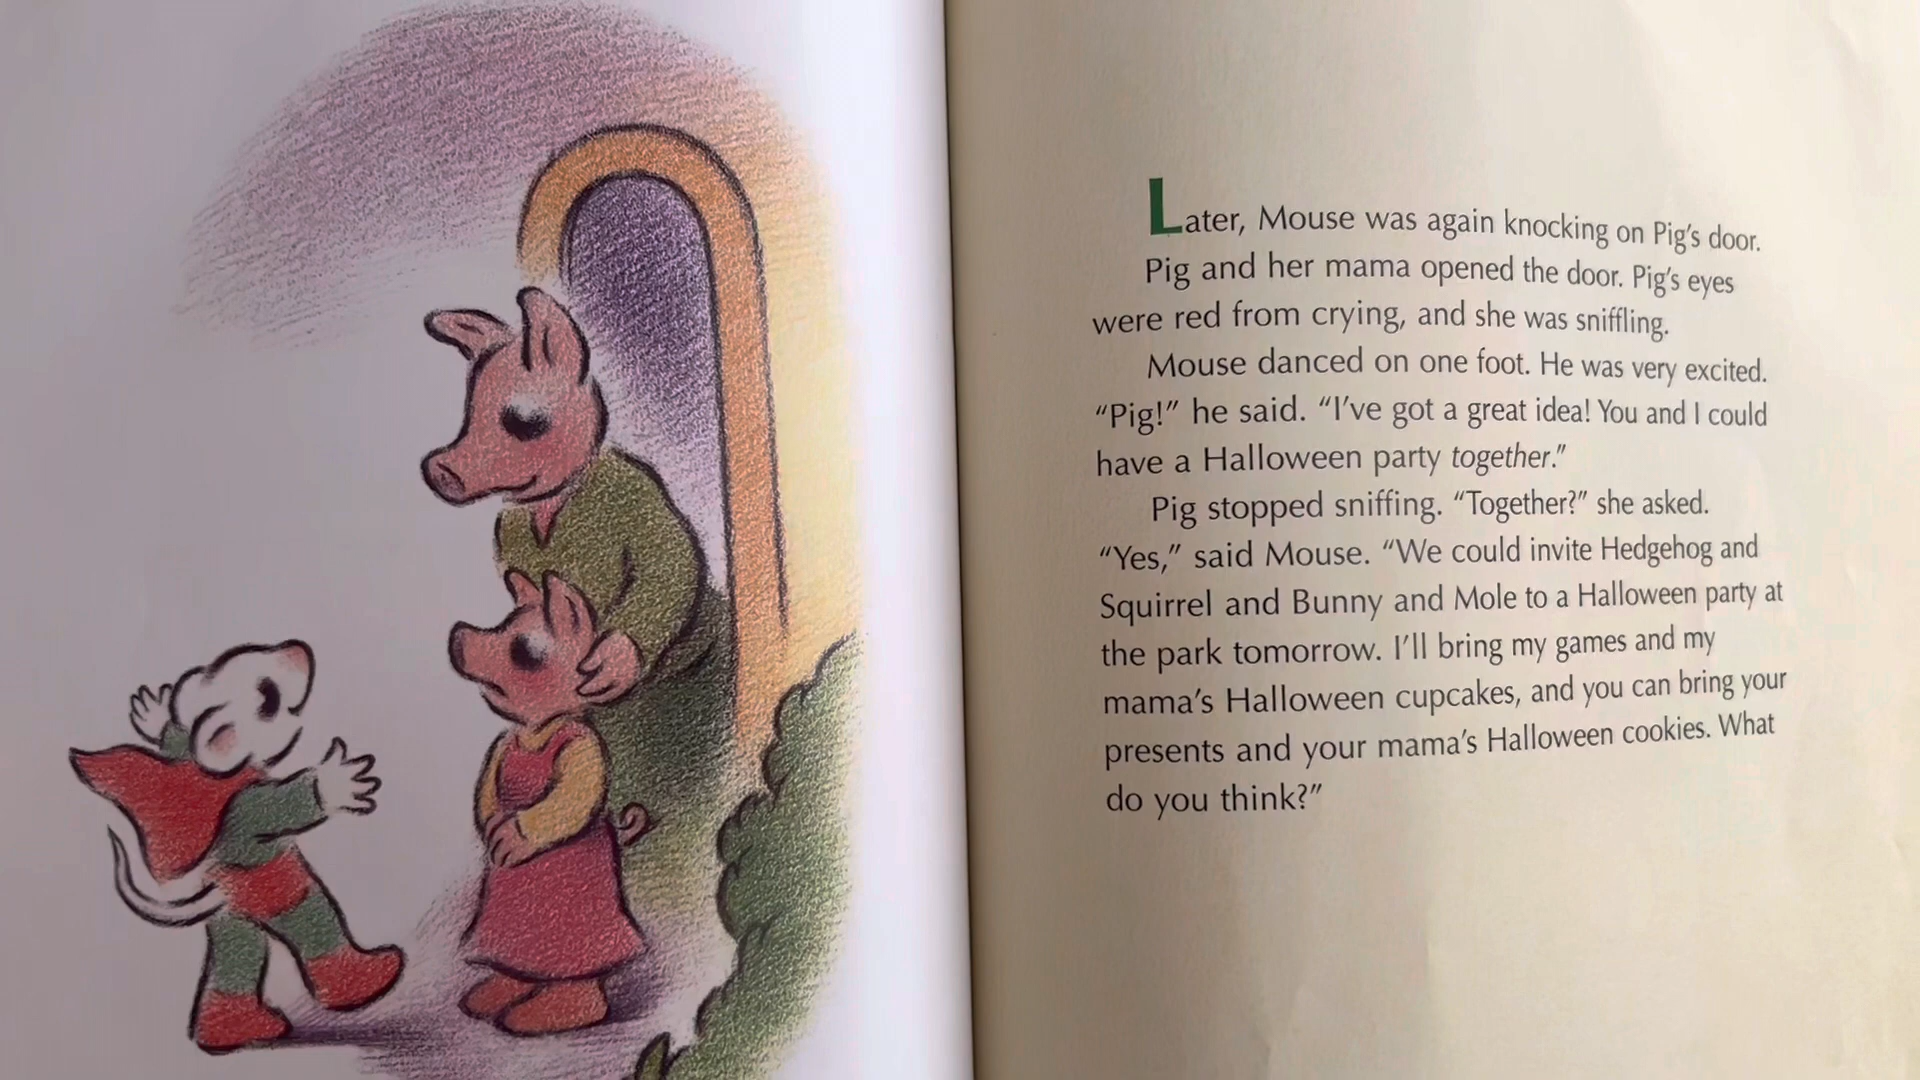 Later, Mouse was again knocking on Pig's door.
Pig and her mama opened the door. Pig's eyes
were red from crying, and she was sniffling.
Mouse danced on one foot. He was very excited.
“Pig!” he said. “I've got a great idea! You and I could
have a Halloween party together.”
Pig stopped sniffing. “Together?” she asked.
“Yes,” said Mouse. “We could invite Hedgehog and
Squirrel and Bunny and Mole to a Halloween party at
the park tomorrow. I'll bring my games and my
mama's Halloween cupcakes, and you can bring your
presents and your mama's Halloween cookies. What
do you think?”